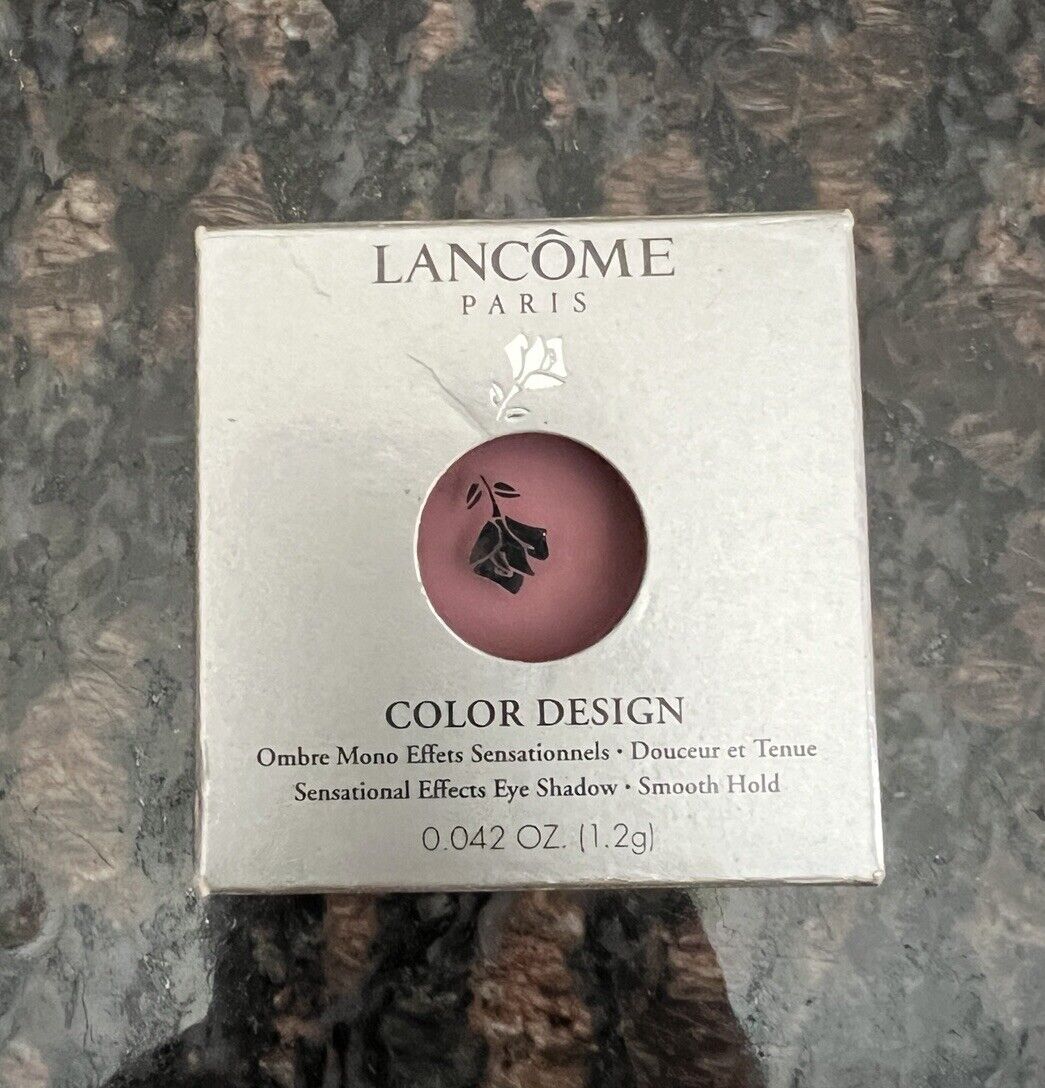 LANCÔME
PARIS
COLOR DESIGN
Ombre Mono Effets Sensationnels · Douceur et Tenue
Sensational Effects Eye Shadow · Smooth Hold
0.042 OZ. (1.2g)